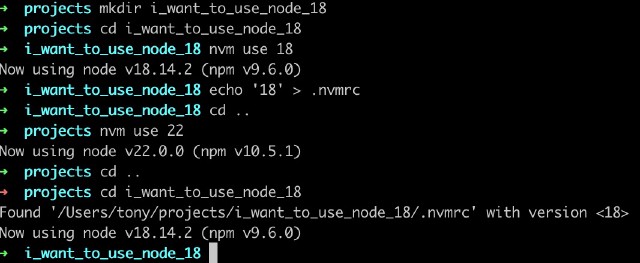 ➜ projects mkdir i_want_to_use_node_18
➜ projects cd i_want_to_use_node_18
➜ i_want_to_use_node_18 nvm use 18
Now using node v18.14.2 (npm v9.6.0)
➜ i_want_to_use_node_18 echo '18' > .nvmrc
➜ i_want_to_use_node_18 cd ..
➜ projects nvm use 22
Now using node v22.0.0 (npm v10.5.1)
➜ projects cd ..
➜ projects cd i_want_to_use_node_18
Found '/Users/tony/projects/i_want_to_use_node_18/.nvmrc' with version <18>
Now using node v18.14.2 (npm v9.6.0)
➜ i_want_to_use_node_18